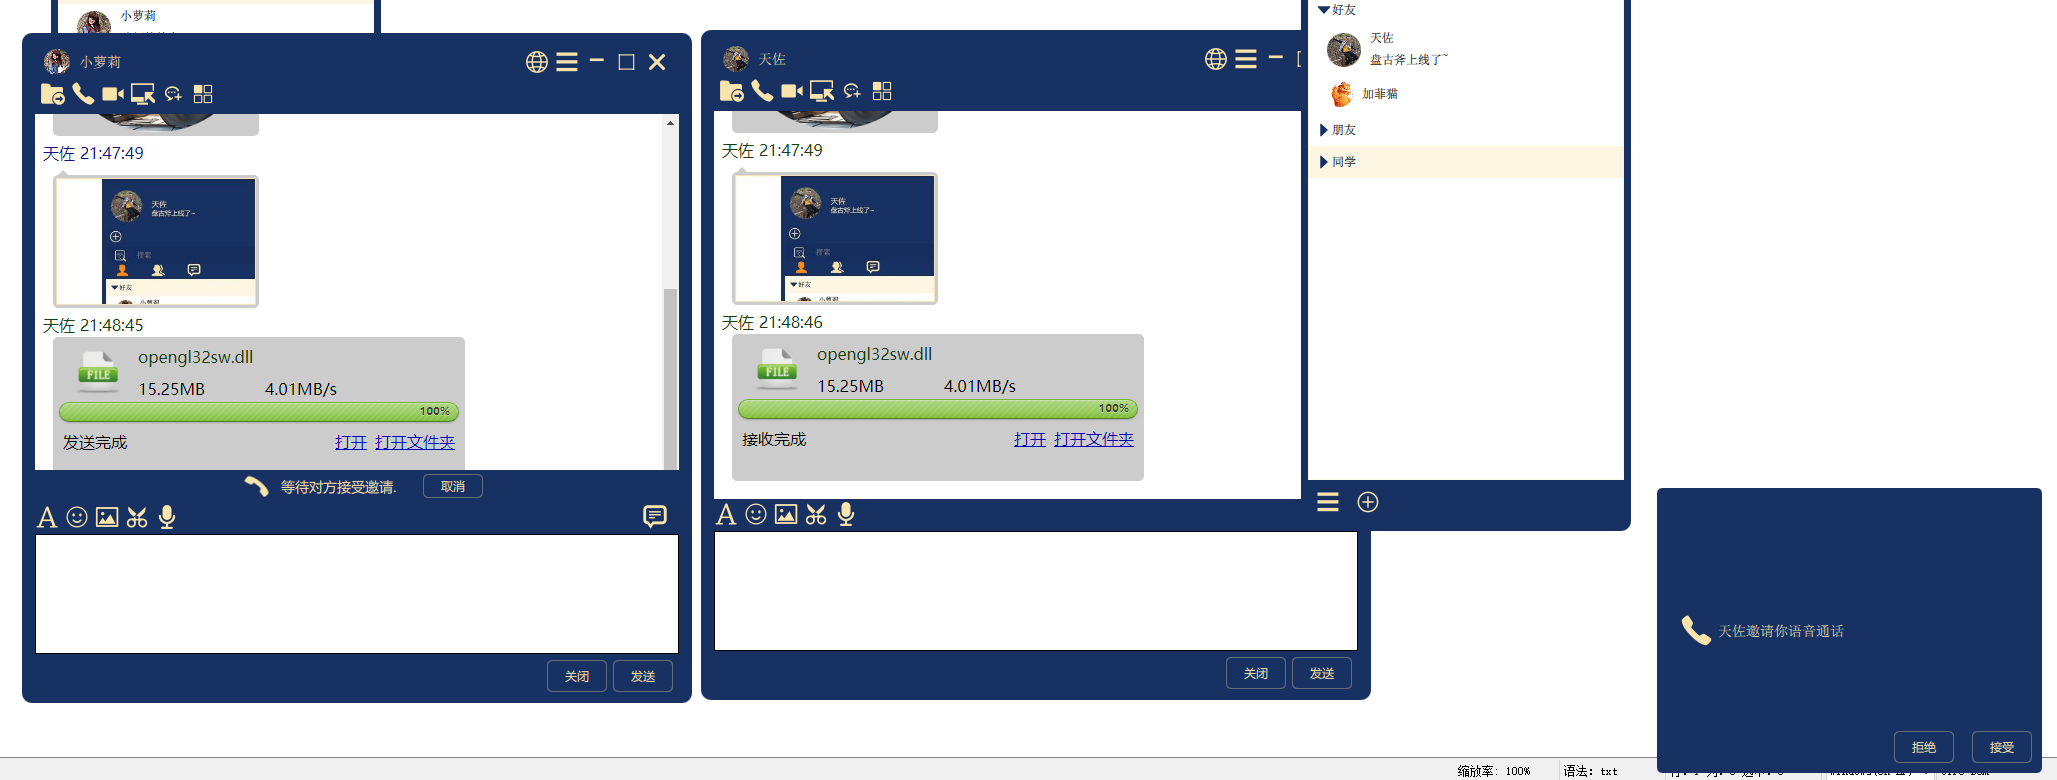 小萝莉
小萝莉
天佐 21:47:49
天佐
盘古斧上线了~
搜索
好友
小萝莉
天佐 21:48:45
opengl32sw.dll
FILE
15.25MB 4.01MB/s
100%
发送完成 打开 打开文件夹
等待对方接受邀请. 取消
关闭 发送
天佐
天佐 21:47:49
天佐
盘古斧上线了~
搜索
好友
小萝莉
天佐 21:48:46
opengl32sw.dll
FILE
15.25MB 4.01MB/s
100%
接收完成 打开 打开文件夹
关闭 发送
好友
天佐
盘古斧上线了~
加菲猫
朋友
同学
天佐邀请你语音通话
拒绝 接受
缩放率: 100% 语法: txt